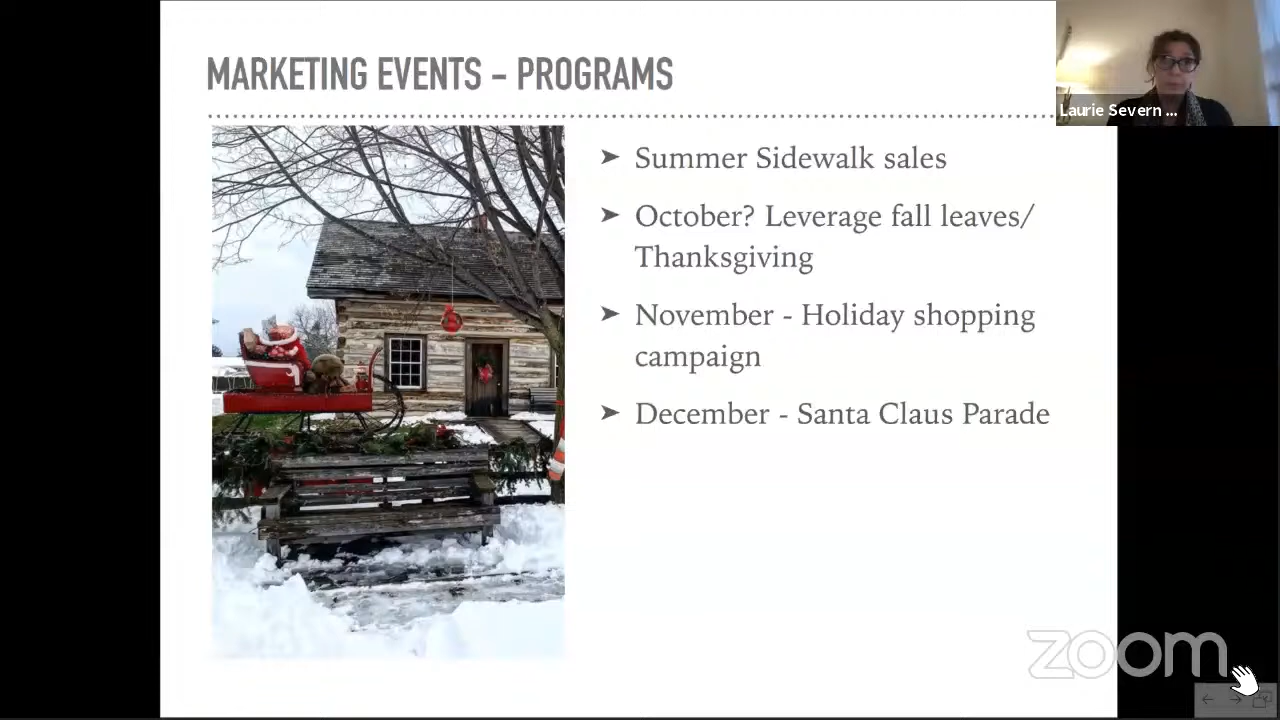 MARKETING EVENTS - PROGRAMS
Laurie Severn ...
➤ Summer Sidewalk sales
➤ October? Leverage fall leaves/
Thanksgiving
➤ November - Holiday shopping
campaign
➤ December - Santa Claus Parade
zoom